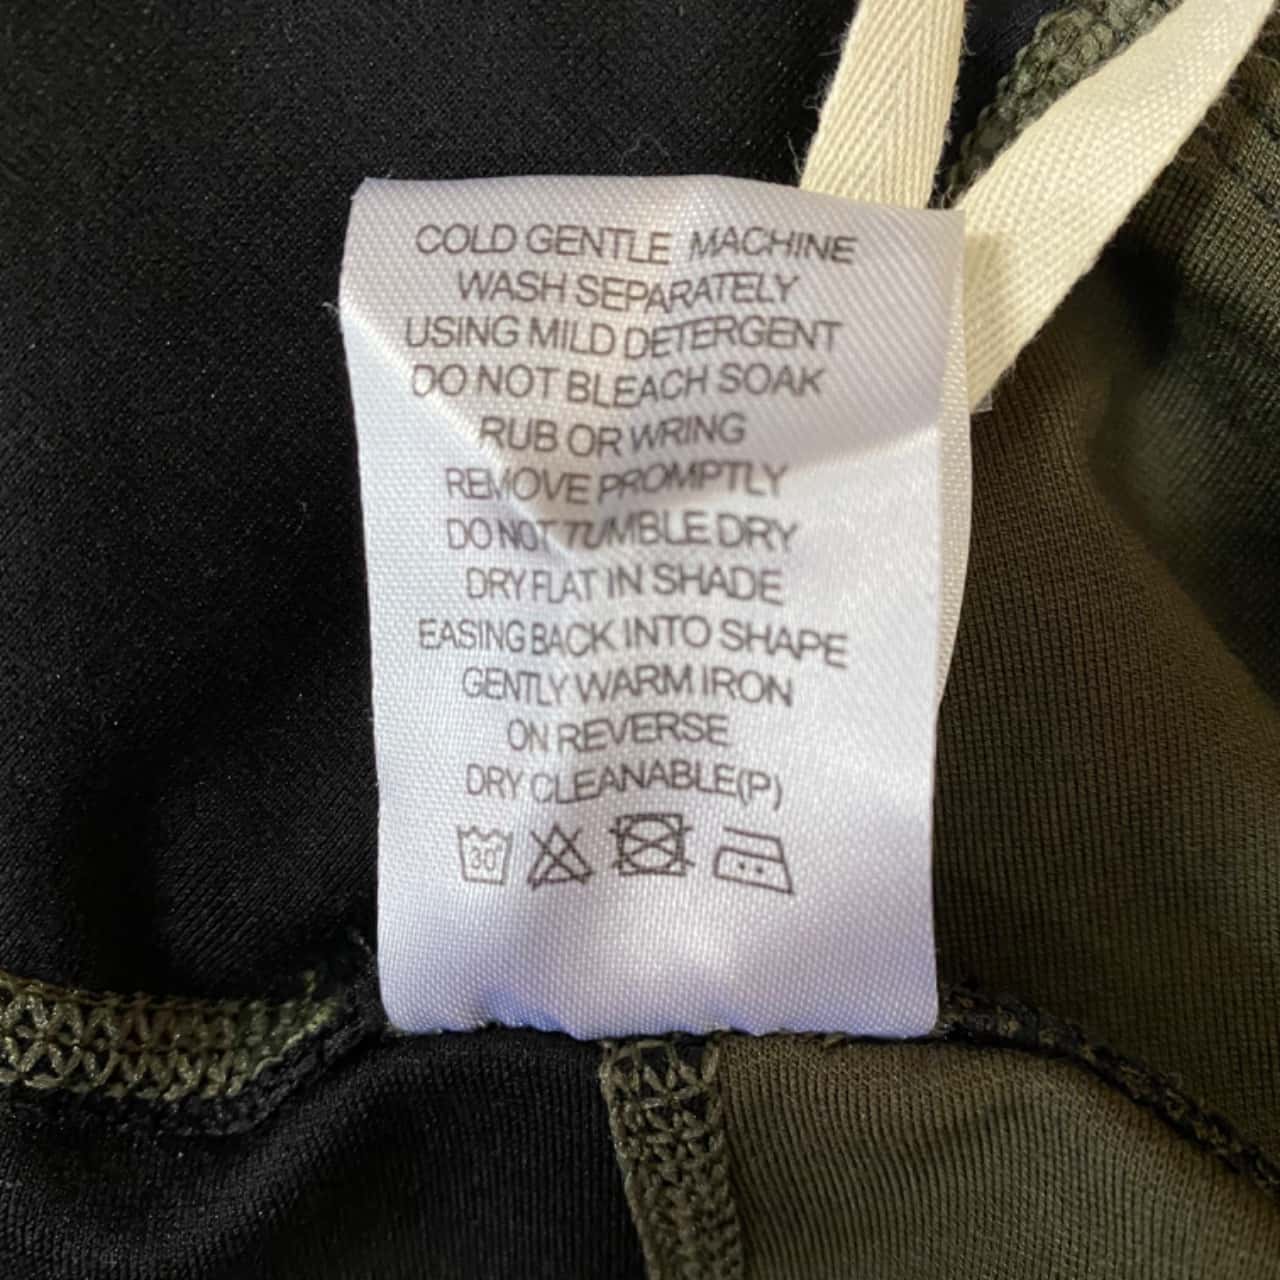 COLD GENTLE MACHINE
WASH SEPARATELY
USING MILD DETERGENT
DO NOT BLEACH SOAK
RUB OR WRING
REMOVE PROMPTLY
DO NOT TUMBLE DRY
DRY FLAT IN SHADE
EASING BACK INTO SHAPE
GENTLY WARM IRON
ON REVERSE
DRY CLEANABLE(P)
30°